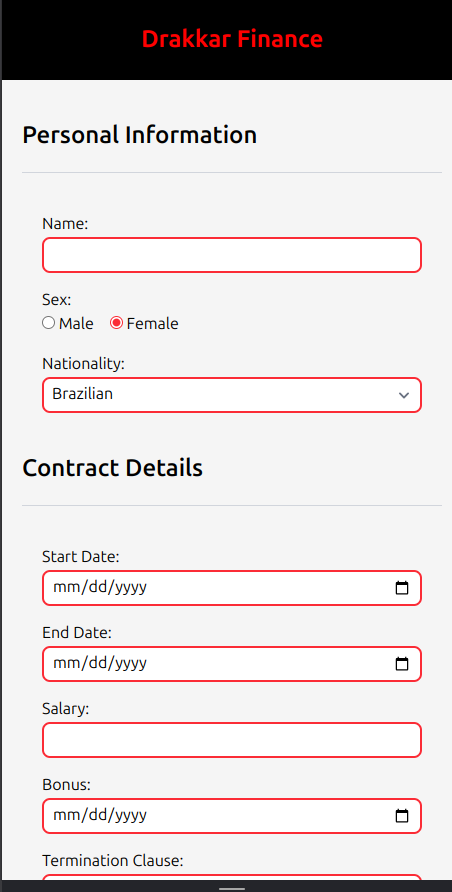 Drakkar Finance
Personal Information
Name:
Sex:
Male Female
Nationality:
Brazilian
Contract Details
Start Date:
mm/dd/yyyy
End Date:
mm/dd/yyyy
Salary:
Bonus:
mm/dd/yyyy
Termination Clause: